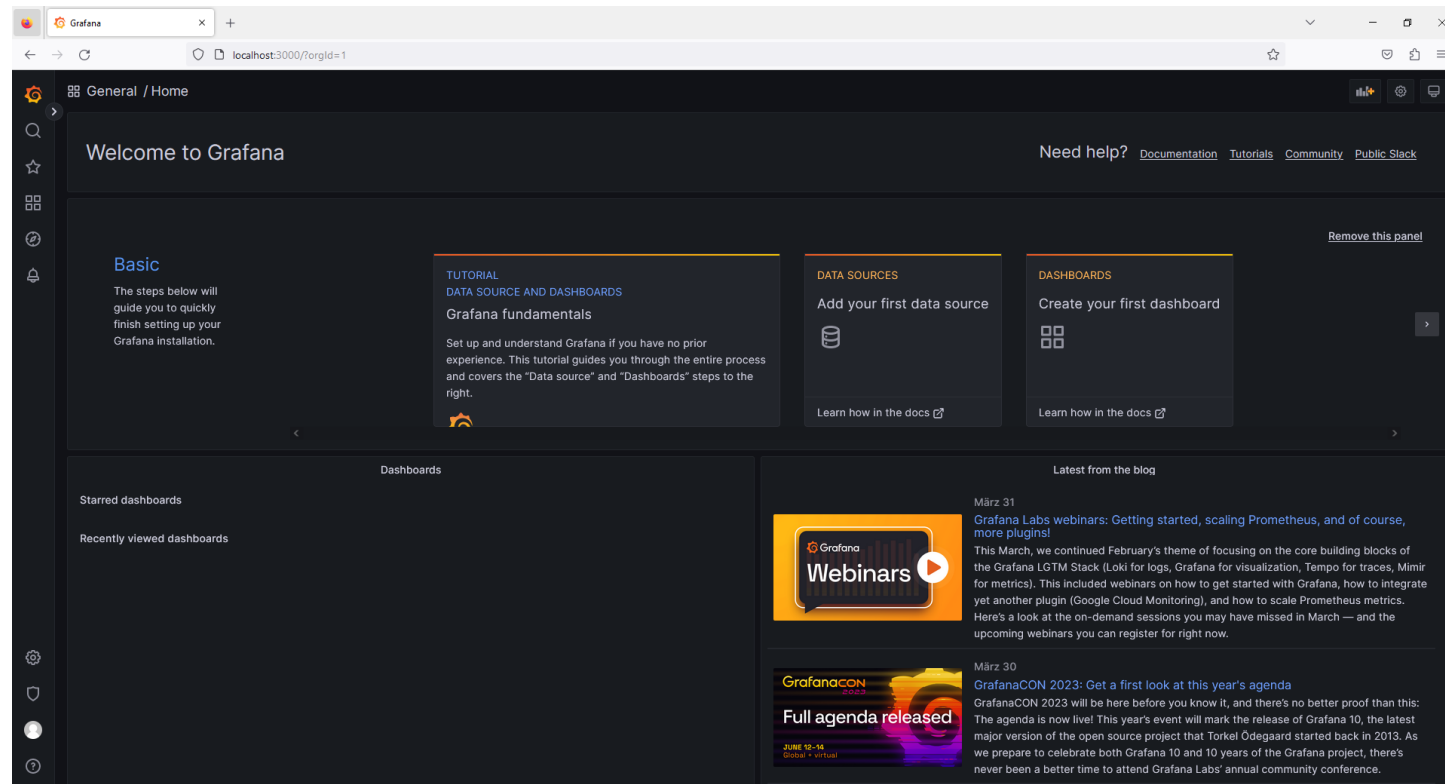 Grafana
localhost:3000/?orgId=1
General / Home
Welcome to Grafana
Need help? Documentation Tutorials Community Public Slack
Remove this panel
Basic
The steps below will
guide you to quickly
finish setting up your
Grafana installation.
TUTORIAL
DATA SOURCE AND DASHBOARDS
Grafana fundamentals
Set up and understand Grafana if you have no prior
experience. This tutorial guides you through the entire process
and covers the “Data source” and “Dashboards” steps to the
right.
DATA SOURCES
Add your first data source
Learn how in the docs
DASHBOARDS
Create your first dashboard
Learn how in the docs
Dashboards
Starred dashboards
Recently viewed dashboards
Latest from the blog
Grafana
Webinars
März 31
Grafana Labs webinars: Getting started, scaling Prometheus, and of course,
more plugins!
This March, we continued February’s theme of focusing on the core building blocks of
the Grafana LGTM Stack (Loki for logs, Grafana for visualization, Tempo for traces, Mimir
for metrics). This included webinars on how to get started with Grafana, how to integrate
yet another plugin (Google Cloud Monitoring), and how to scale Prometheus metrics.
Here’s a look at the on-demand sessions you may have missed in March — and the
upcoming webinars you can register for right now.
GrafanaCON
2023
Full agenda released
JUNE 12–14
Global + virtual
März 30
GrafanaCON 2023: Get a first look at this year's agenda
GrafanaCON 2023 will be here before you know it, and there’s no better proof than this:
The agenda is now live! This year’s event will mark the release of Grafana 10, the latest
major version of the open source project that Torkel Ödegaard started back in 2013. As
we prepare to celebrate both Grafana 10 and 10 years of the Grafana project, there’s
never been a better time to attend Grafana Labs’ annual community conference.